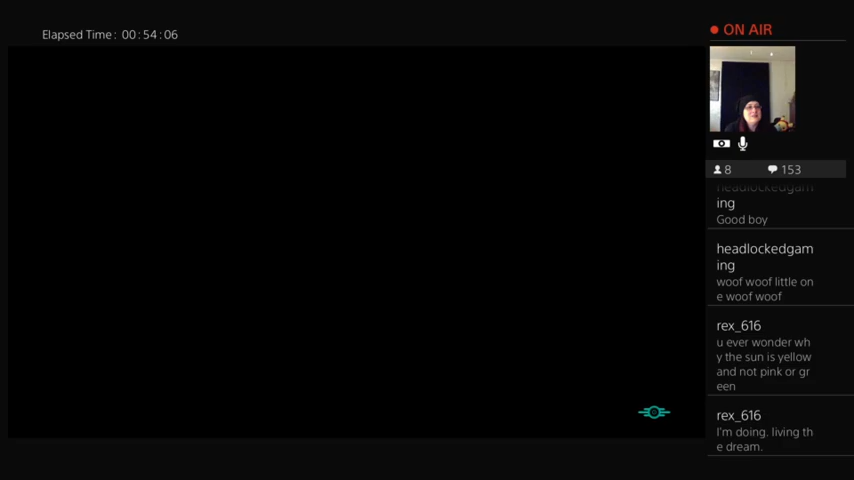 Elapsed Time: 00:54:06
ON AIR
8 153
headlockedgam
ing
Good boy
headlockedgam
ing
woof woof little on
e woof woof
rex_616
u ever wonder wh
y the sun is yellow
and not pink or gr
een
rex_616
I'm doing. living th
e dream.